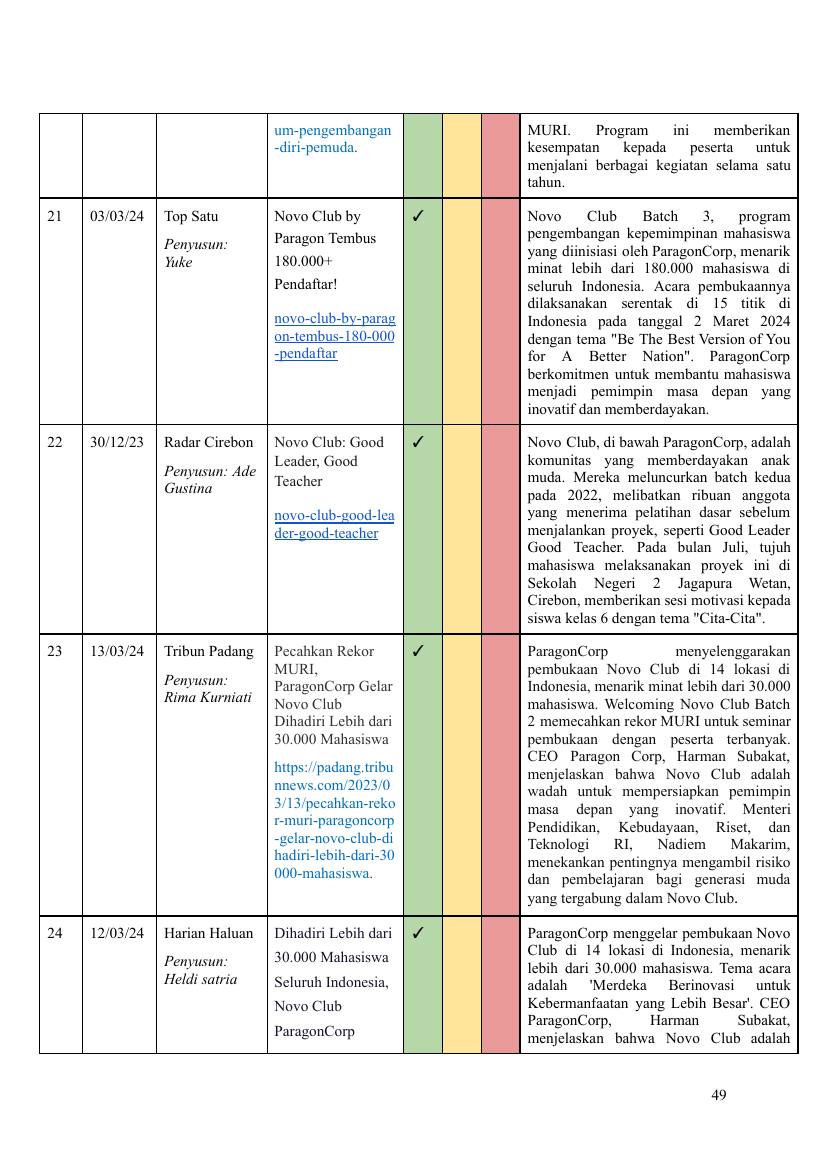 um-pengembangan
-diri-pemuda.
MURI. Program ini memberikan
kesempatan kepada peserta untuk
menjalani berbagai kegiatan selama satu
tahun.
21
03/03/24
Top Satu
Penyusun:
Yuke
Novo Club by
Paragon Tembus
180.000+
Pendaftar!
novo-club-by-parag
on-tembus-180-000
-pendaftar
✓
Novo Club Batch 3, program
pengembangan kepemimpinan mahasiswa
yang diinisiasi oleh ParagonCorp, menarik
minat lebih dari 180.000 mahasiswa di
seluruh Indonesia. Acara pembukaannya
dilaksanakan serentak di 15 titik di
Indonesia pada tanggal 2 Maret 2024
dengan tema "Be The Best Version of You
for A Better Nation". ParagonCorp
berkomitmen untuk membantu mahasiswa
menjadi pemimpin masa depan yang
inovatif dan memberdayakan.
22
30/12/23
Radar Cirebon
Penyusun: Ade
Gustina
Novo Club: Good
Leader, Good
Teacher
novo-club-good-lea
der-good-teacher
✓
Novo Club, di bawah ParagonCorp, adalah
komunitas yang memberdayakan anak
muda. Mereka meluncurkan batch kedua
pada 2022, melibatkan ribuan anggota
yang menerima pelatihan dasar sebelum
menjalankan proyek, seperti Good Leader
Good Teacher. Pada bulan Juli, tujuh
mahasiswa melaksanakan proyek ini di
Sekolah Negeri 2 Jagapura Wetan,
Cirebon, memberikan sesi motivasi kepada
siswa kelas 6 dengan tema "Cita-Cita".
23
13/03/24
Tribun Padang
Penyusun:
Rima Kurniati
Pecahkan Rekor
MURI,
ParagonCorp Gelar
Novo Club
Dihadiri Lebih dari
30.000 Mahasiswa
https://padang.tribu
nnews.com/2023/0
3/13/pecahkan-reko
r-muri-paragoncorp
-gelar-novo-club-di
hadiri-lebih-dari-30
000-mahasiswa.
✓
ParagonCorp menyelenggarakan
pembukaan Novo Club di 14 lokasi di
Indonesia, menarik minat lebih dari 30.000
mahasiswa. Welcoming Novo Club Batch
2 memecahkan rekor MURI untuk seminar
pembukaan dengan peserta terbanyak.
CEO Paragon Corp, Harman Subakat,
menjelaskan bahwa Novo Club adalah
wadah untuk mempersiapkan pemimpin
masa depan yang inovatif. Menteri
Pendidikan, Kebudayaan, Riset, dan
Teknologi RI, Nadiem Makarim,
menekankan pentingnya mengambil risiko
dan pembelajaran bagi generasi muda
yang tergabung dalam Novo Club.
24
12/03/24
Harian Haluan
Penyusun:
Heldi satria
Dihadiri Lebih dari
30.000 Mahasiswa
Seluruh Indonesia,
Novo Club
ParagonCorp
✓
ParagonCorp menggelar pembukaan Novo
Club di 14 lokasi di Indonesia, menarik
lebih dari 30.000 mahasiswa. Tema acara
adalah 'Merdeka Berinovasi untuk
Kebermanfaatan yang Lebih Besar'. CEO
ParagonCorp, Harman Subakat,
menjelaskan bahwa Novo Club adalah
49